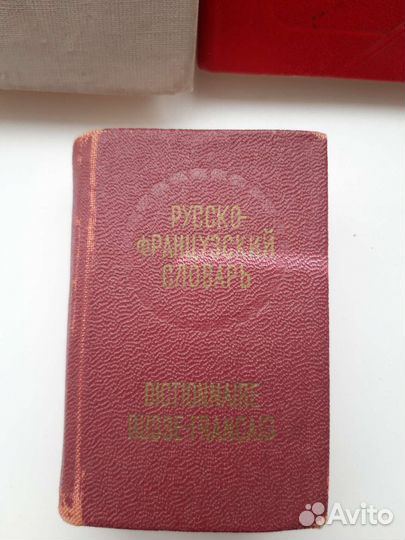 РУССКО-
ФРАНЦУЗСКИЙ
СЛОВАРЬ
DICTIONNAIRE
RUSSE-FRANÇAIS
Avito